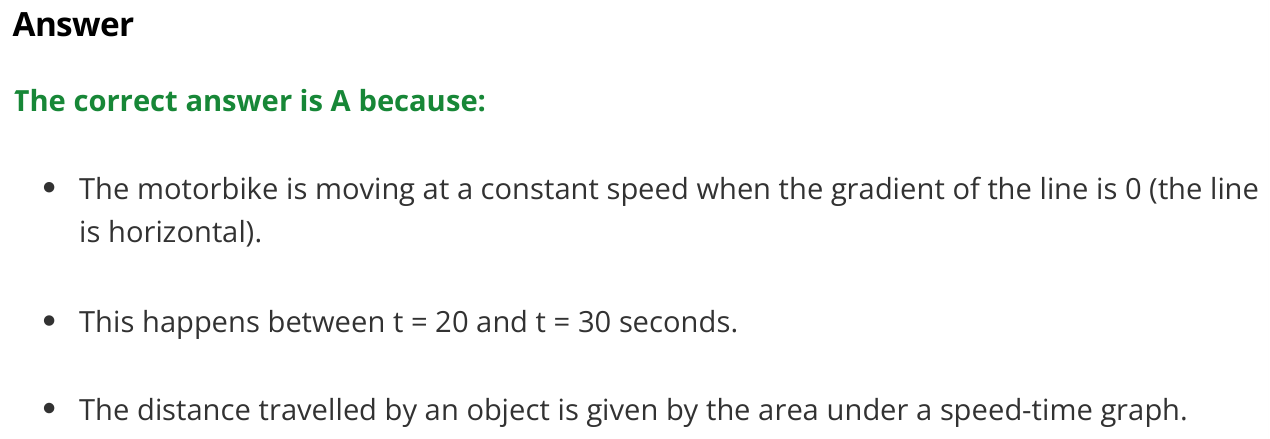 Answer
The correct answer is A because:
• The motorbike is moving at a constant speed when the gradient of the line is 0 (the line
is horizontal).
• This happens between t = 20 and t = 30 seconds.
• The distance travelled by an object is given by the area under a speed-time graph.